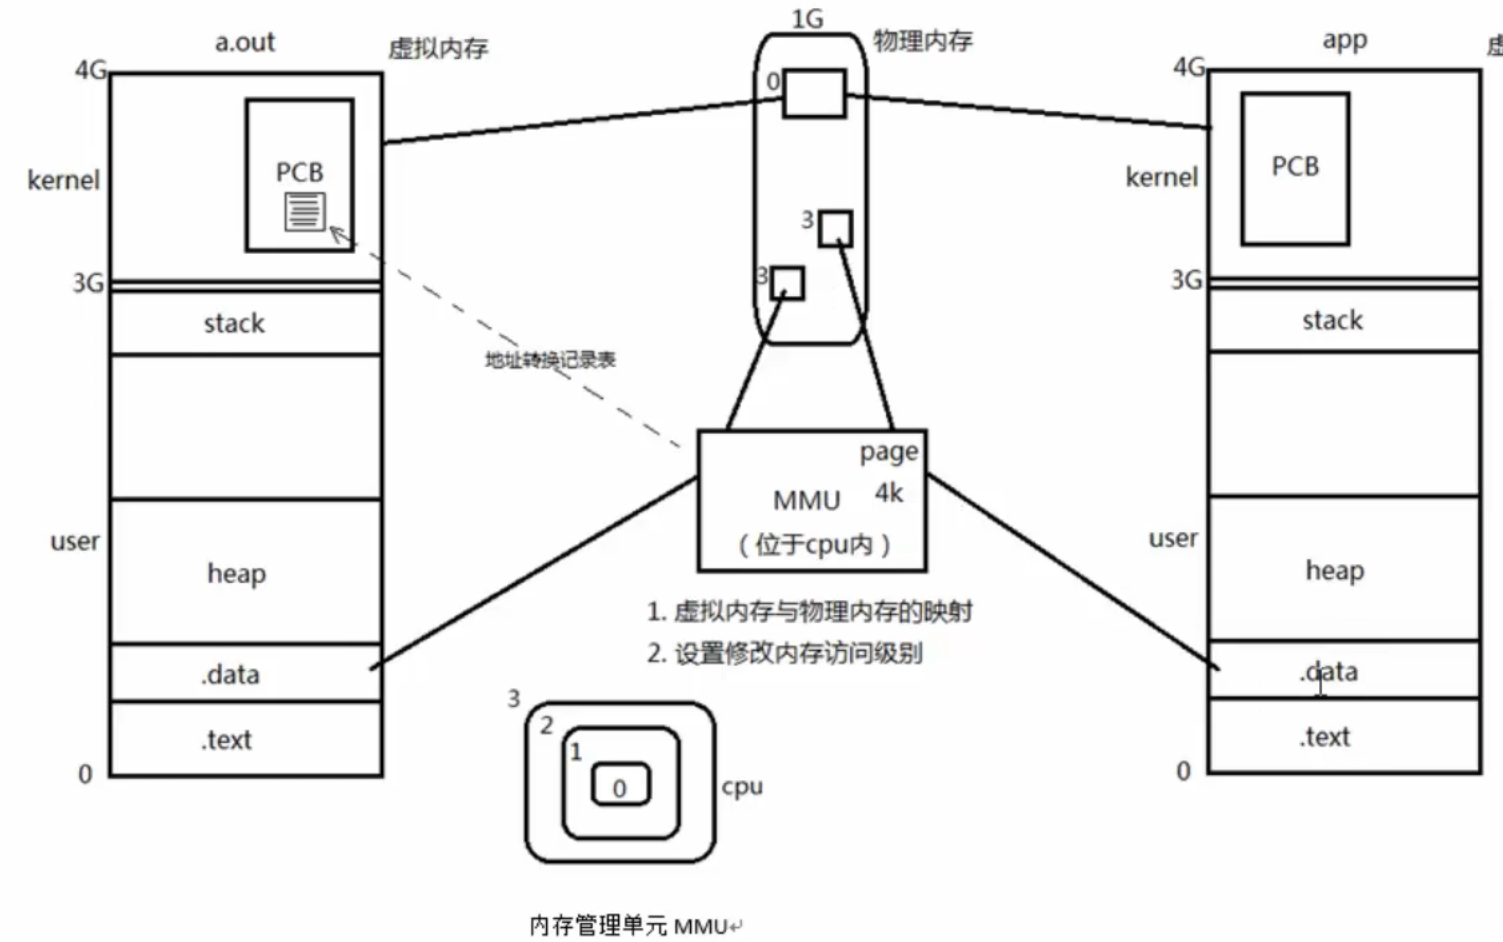 1G
a.out
虚拟内存
物理内存
app
虚
4G
0
4G
PCB
PCB
kernel
kernel
3
3G
3
3G
stack
stack
地址转换记录表
page
4k
MMU
（位于cpu内）
user
user
heap
heap
1. 虚拟内存与物理内存的映射
2. 设置修改内存访问级别
.data
.data
3
2
1
0
cpu
.text
.text
0
0
内存管理单元 MMU↵